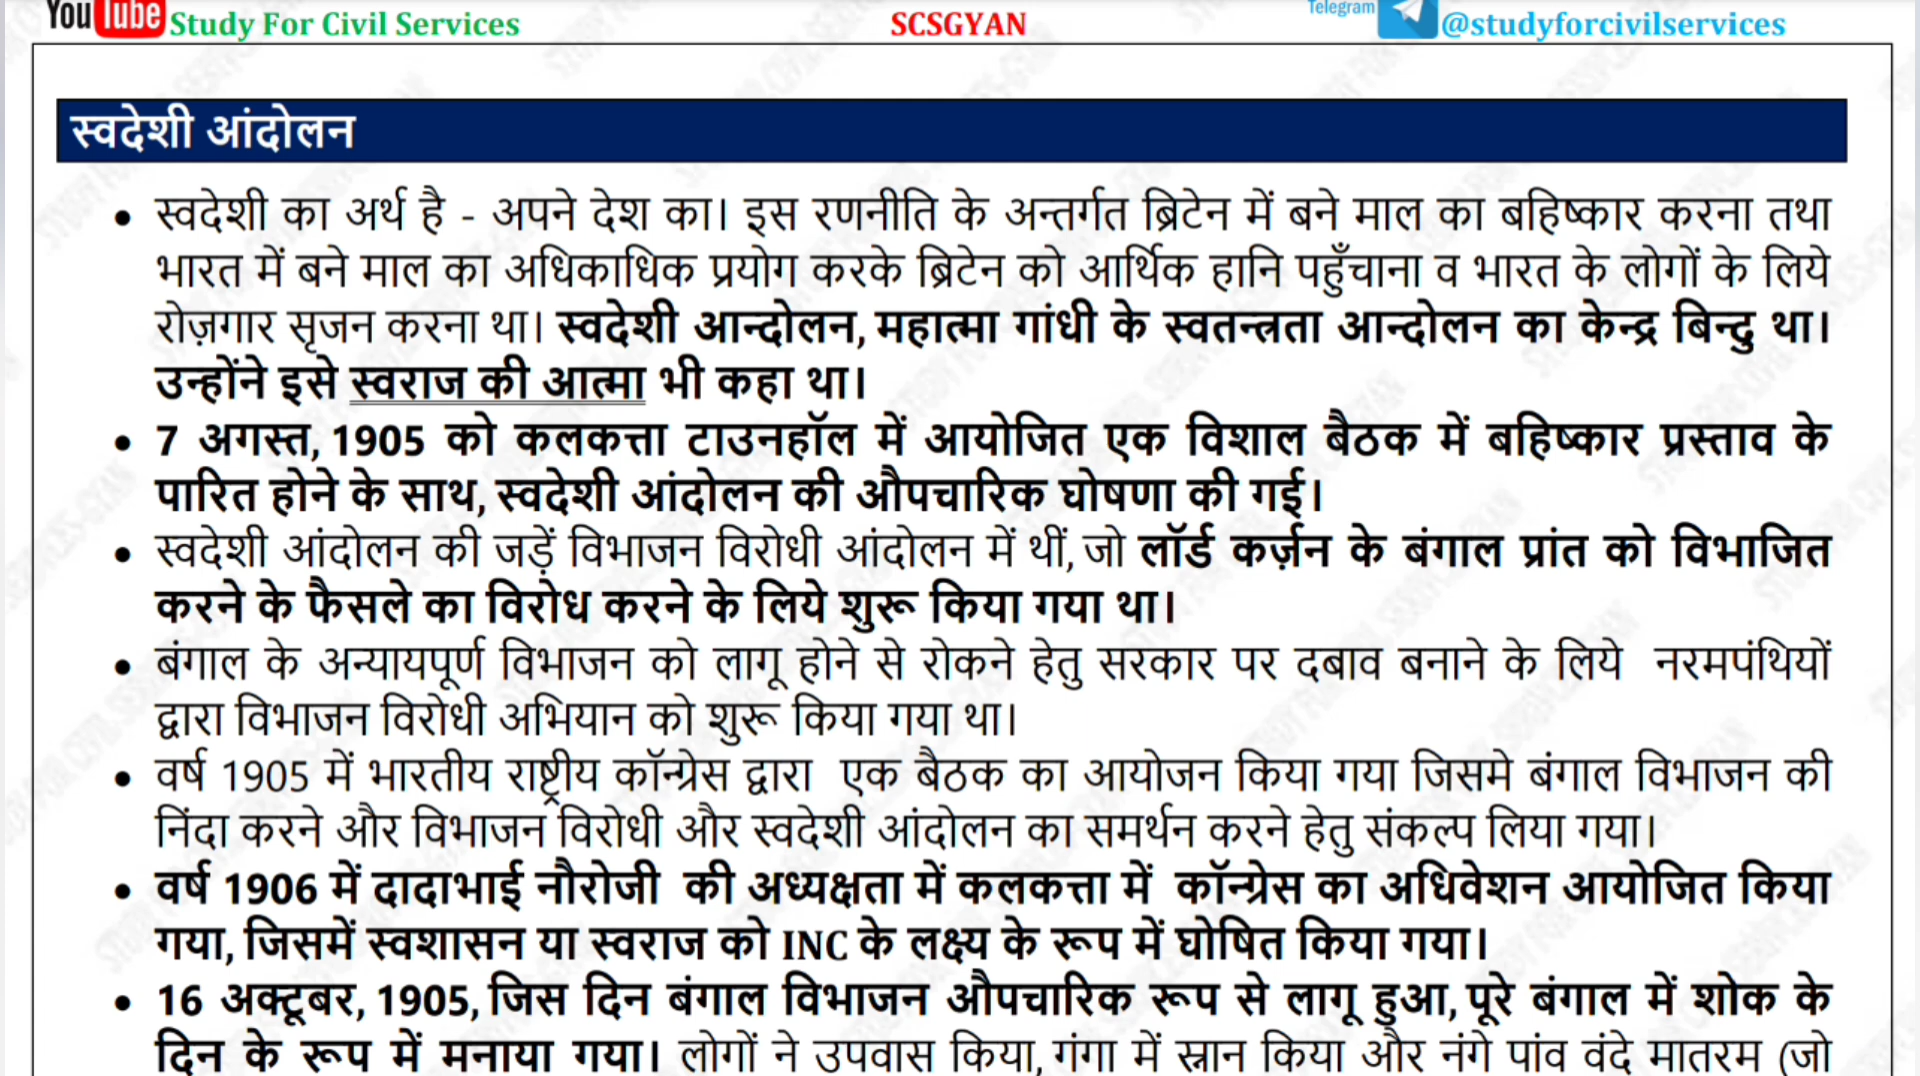 YouTube Study For Civil Services SCSGYAN Telegram @studyforcivilservices
स्वदेशी आंदोलन
• स्वदेशी का अर्थ है - अपने देश का। इस रणनीति के अन्तर्गत ब्रिटेन में बने माल का बहिष्कार करना तथा
भारत में बने माल का अधिकाधिक प्रयोग करके ब्रिटेन को आर्थिक हानि पहुँचाना व भारत के लोगों के लिये
रोज़गार सृजन करना था। स्वदेशी आन्दोलन, महात्मा गांधी के स्वतन्त्रता आन्दोलन का केन्द्र बिन्दु था।
उन्होंने इसे स्वराज की आत्मा भी कहा था।
• 7 अगस्त, 1905 को कलकत्ता टाउनहॉल में आयोजित एक विशाल बैठक में बहिष्कार प्रस्ताव के
पारित होने के साथ, स्वदेशी आंदोलन की औपचारिक घोषणा की गई।
• स्वदेशी आंदोलन की जड़ें विभाजन विरोधी आंदोलन में थीं, जो लॉर्ड कर्ज़न के बंगाल प्रांत को विभाजित
करने के फैसले का विरोध करने के लिये शुरू किया गया था।
• बंगाल के अन्यायपूर्ण विभाजन को लागू होने से रोकने हेतु सरकार पर दबाव बनाने के लिये नरमपंथियों
द्वारा विभाजन विरोधी अभियान को शुरू किया गया था।
• वर्ष 1905 में भारतीय राष्ट्रीय कॉन्ग्रेस द्वारा एक बैठक का आयोजन किया गया जिसमे बंगाल विभाजन की
निंदा करने और विभाजन विरोधी और स्वदेशी आंदोलन का समर्थन करने हेतु संकल्प लिया गया।
• वर्ष 1906 में दादाभाई नौरोजी की अध्यक्षता में कलकत्ता में कॉन्ग्रेस का अधिवेशन आयोजित किया
गया, जिसमें स्वशासन या स्वराज को INC के लक्ष्य के रूप में घोषित किया गया।
• 16 अक्टूबर, 1905, जिस दिन बंगाल विभाजन औपचारिक रूप से लागू हुआ, पूरे बंगाल में शोक के
दिन के रूप में मनाया गया। लोगों ने उपवास किया, गंगा में स्नान किया और नंगे पांव वंदे मातरम (जो